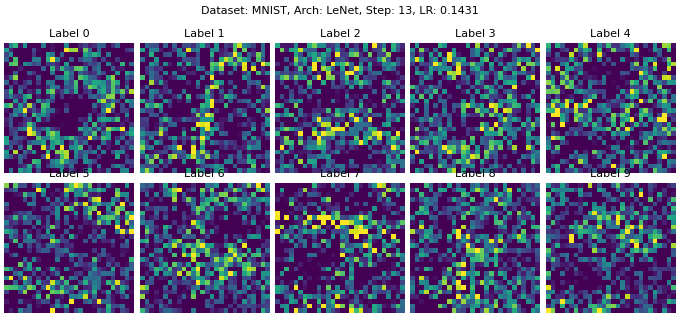 Dataset: MNIST, Arch: LeNet, Step: 13, LR: 0.1431
Label 0 Label 1 Label 2 Label 3 Label 4
Label 5 Label 6 Label 7 Label 8 Label 9